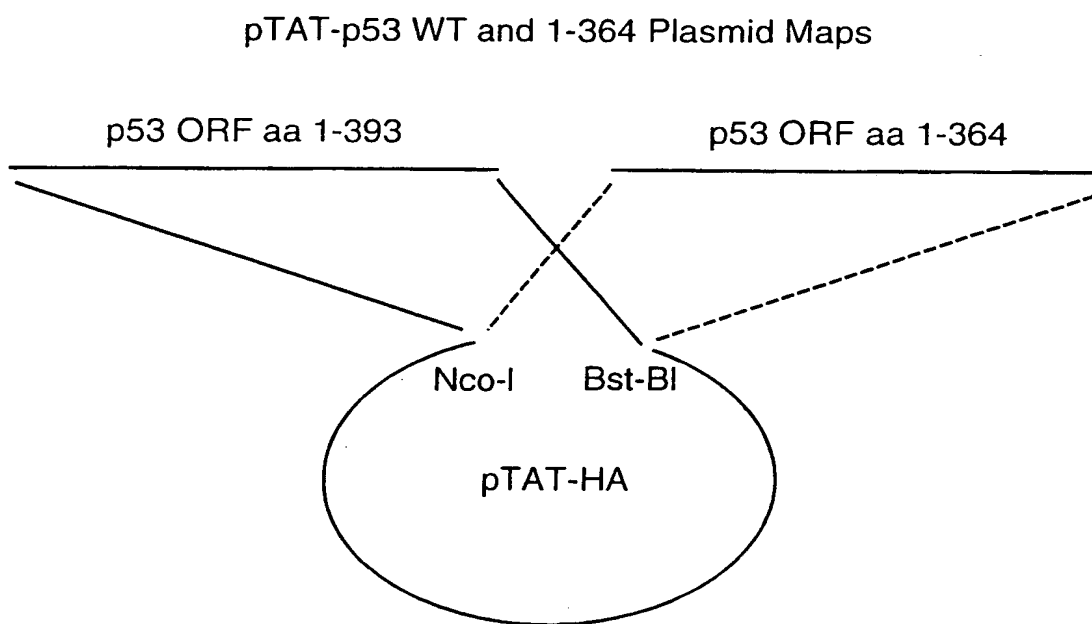 pTAT-p53 WT and 1-364 Plasmid Maps
p53 ORF aa 1-393
p53 ORF aa 1-364
Nco-I
Bst-BI
pTAT-HA